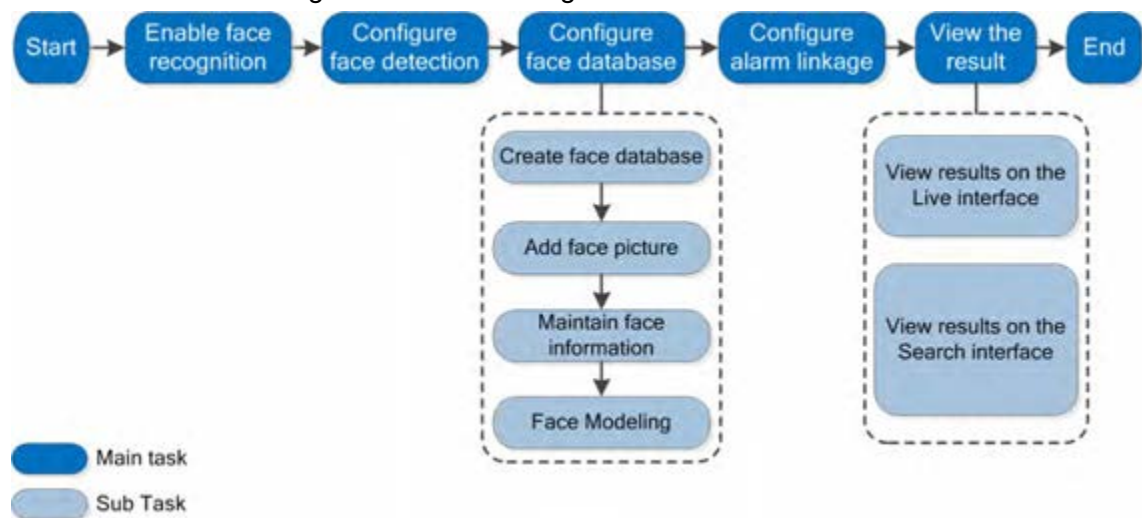 Start
Enable face
recognition
Configure
face detection
Configure
face database
Configure
alarm linkage
View the
result
End
Create face database
Add face picture
Maintain face
information
Face Modeling
View results on the
Live interface
View results on the
Search interface
Main task
Sub Task